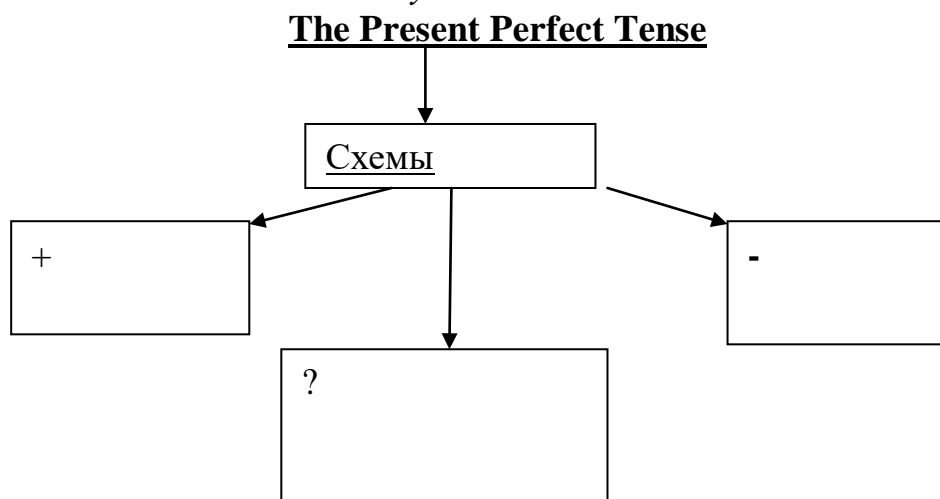 The Present Perfect Tense
Схемы
+
-
?